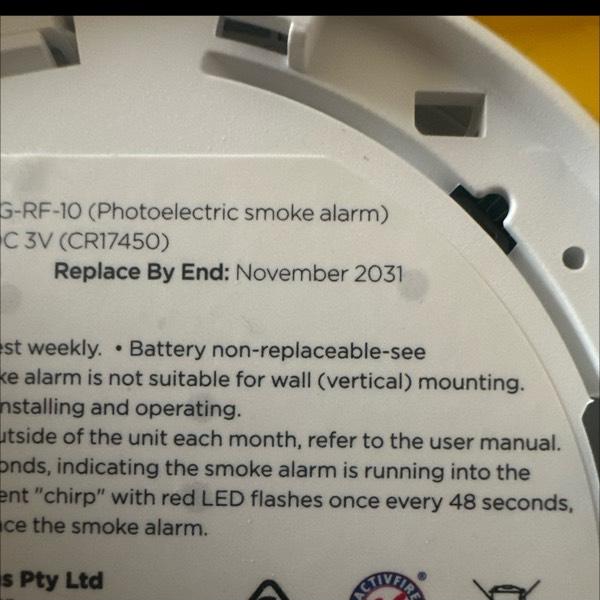 G-RF-10 (Photoelectric smoke alarm)
C 3V (CR17450)
Replace By End: November 2031
est weekly. • Battery non-replaceable-see
ke alarm is not suitable for wall (vertical) mounting.
nstalling and operating.
utside of the unit each month, refer to the user manual.
onds, indicating the smoke alarm is running into the
ent "chirp" with red LED flashes once every 48 seconds,
ace the smoke alarm.
s Pty Ltd
ACTIVFIRE®